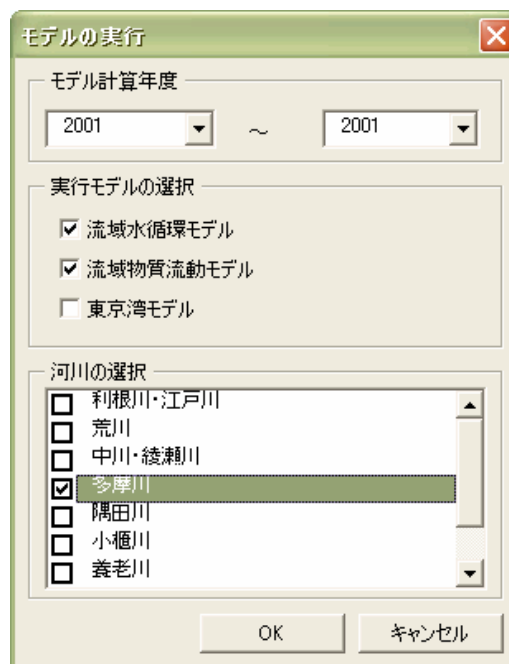 モデルの実行
モデル計算年度
2001 ～ 2001
実行モデルの選択
流域水循環モデル
流域物質流動モデル
東京湾モデル
河川の選択
利根川・江戸川
荒川
中川・綾瀬川
多摩川
隅田川
小櫃川
養老川
OK キャンセル